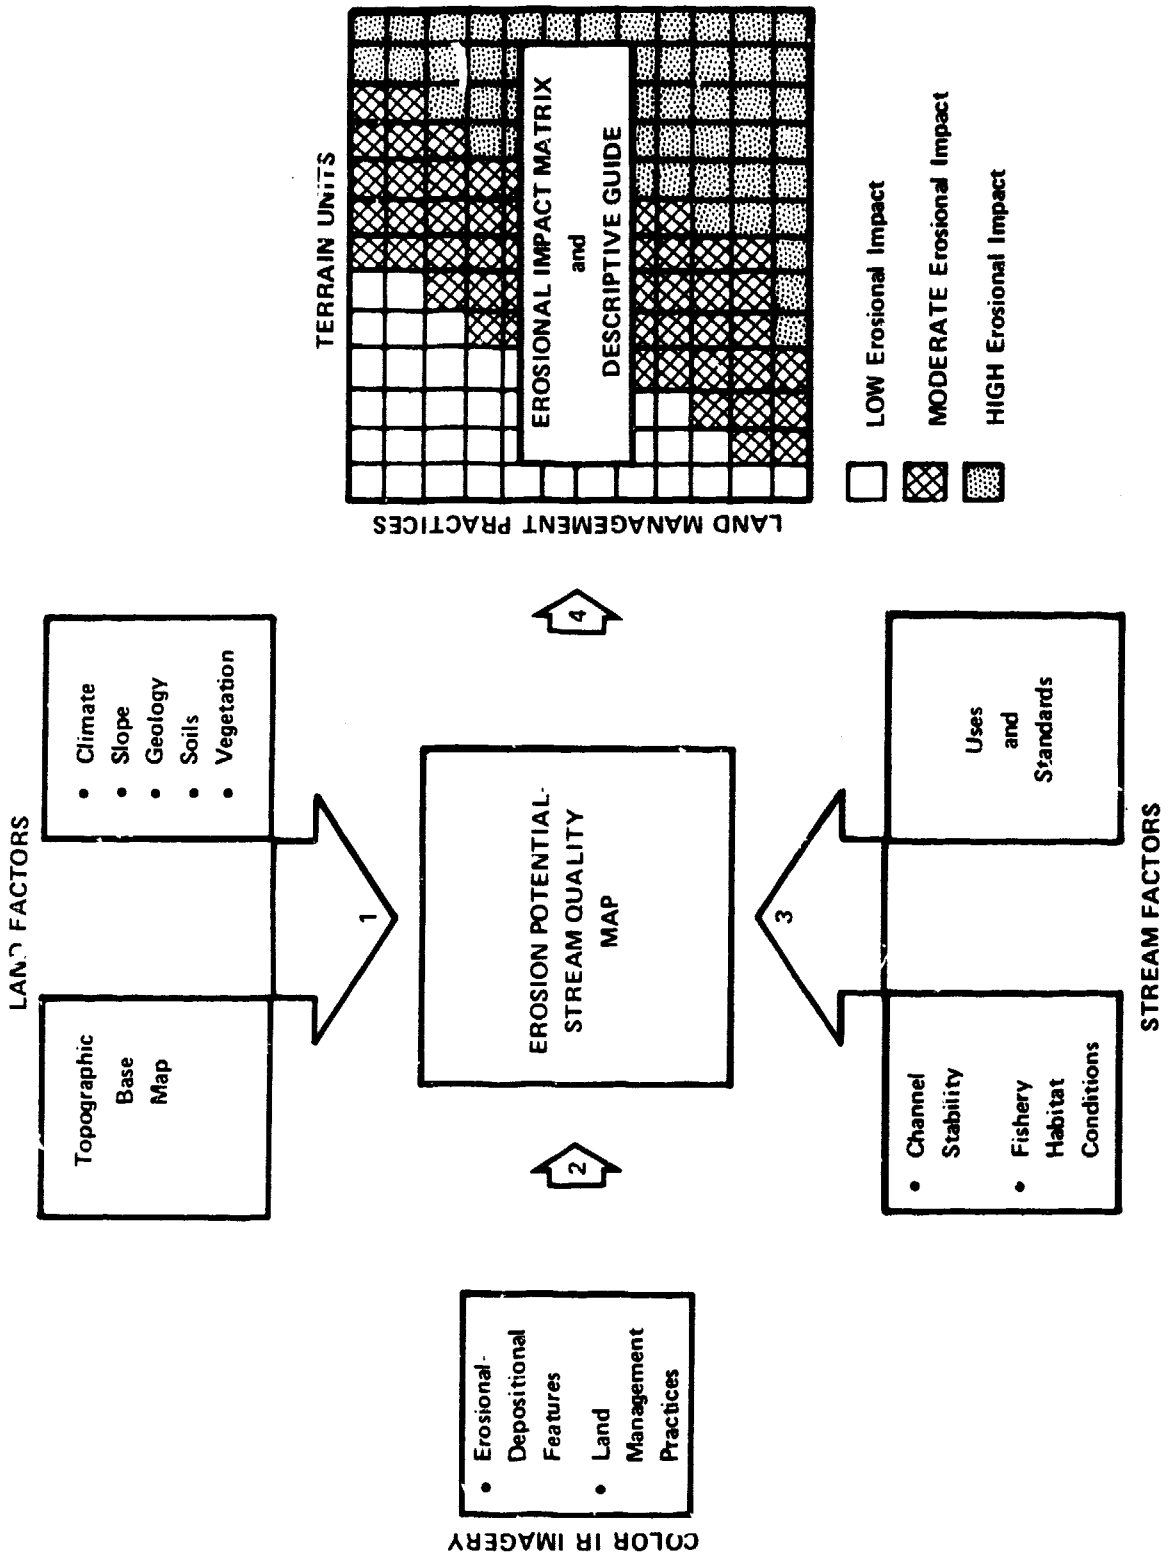 LAND FACTORS
Topographic
Base
Map
• Climate
• Slope
• Geology
• Soils
• Vegetation
1
COLOR IR IMAGERY
• Erosional-
Depositional
Features
• Land
Management
Practices
2
EROSION POTENTIAL-
STREAM QUALITY
MAP
3
• Channel
Stability
• Fishery
Habitat
Conditions
Uses
and
Standards
STREAM FACTORS
4
TERRAIN UNITS
LAND MANAGEMENT PRACTICES
EROSIONAL IMPACT MATRIX
and
DESCRIPTIVE GUIDE
LOW Erosional Impact
MODERATE Erosional Impact
HIGH Erosional Impact